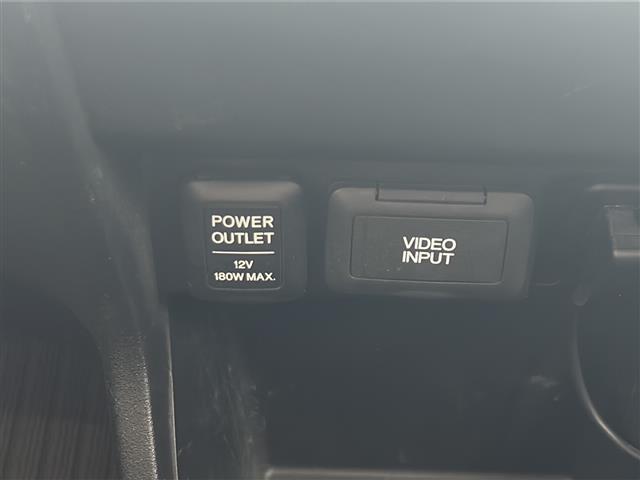 POWER
OUTLET
12V
180W MAX.
VIDEO
INPUT